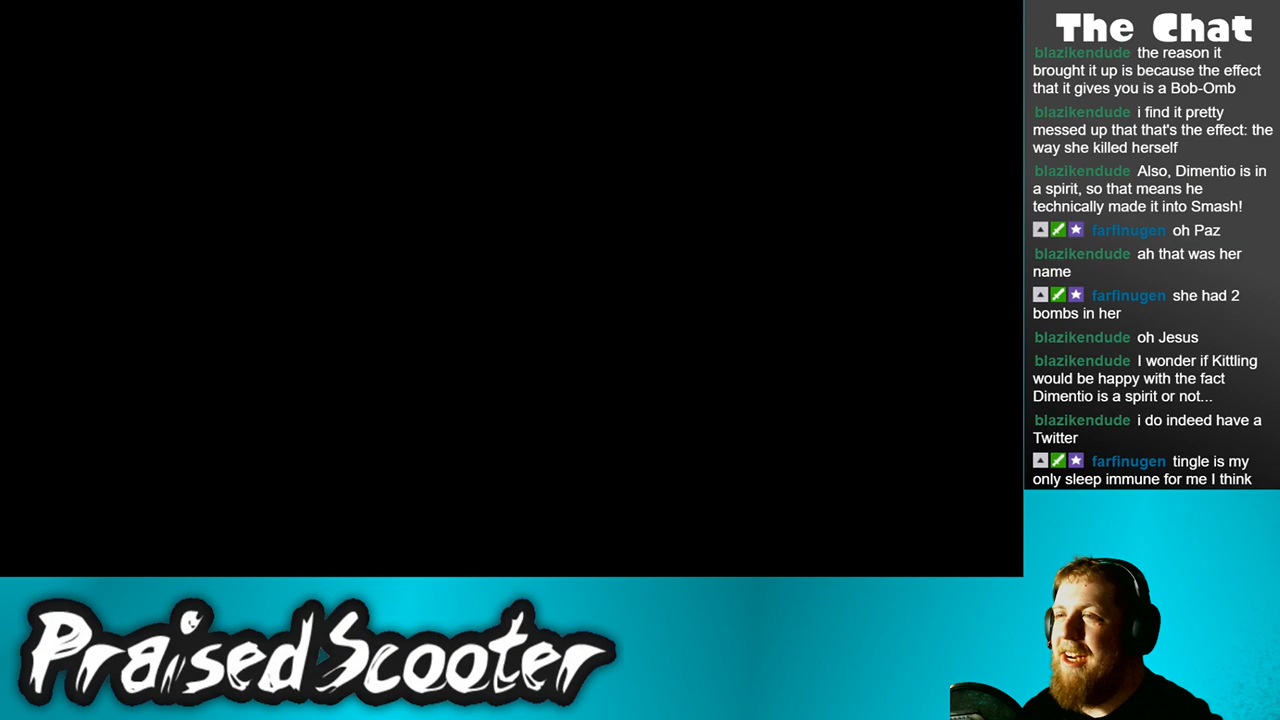 The Chat
blazikendude the reason it
brought it up is because the effect
that it gives you is a Bob-Omb
blazikendude i find it pretty
messed up that that's the effect: the
way she killed herself
blazikendude Also, Dimentio is in
a spirit, so that means he
technically made it into Smash!
farfinugen oh Paz
blazikendude ah that was her
name
farfinugen she had 2
bombs in her
blazikendude oh Jesus
blazikendude I wonder if Kittling
would be happy with the fact
Dimentio is a spirit or not...
blazikendude i do indeed have a
Twitter
farfinugen tingle is my
only sleep immune for me I think
PraisedScooter